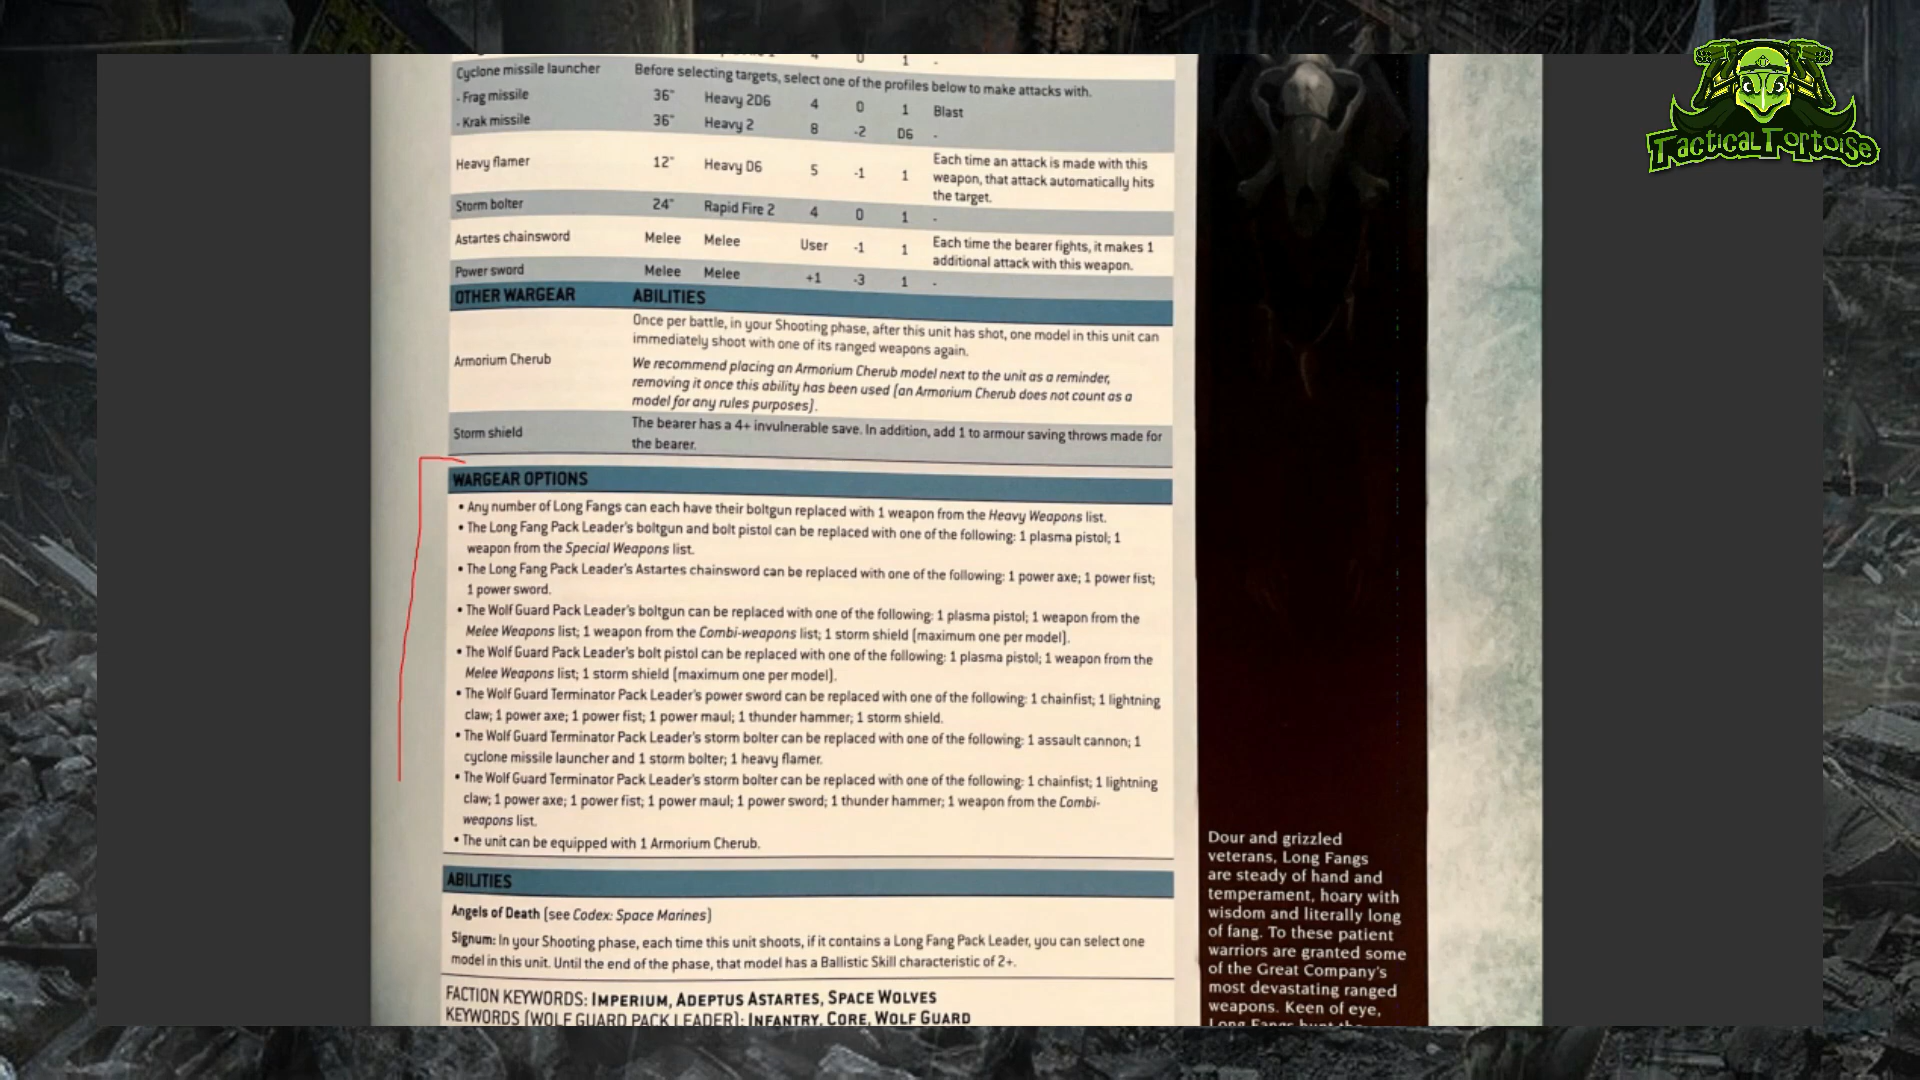 4 0 1 -
Cyclone missile launcher Before selecting targets, select one of the profiles below to make attacks with.
- Frag missile 36" Heavy 2D6 4 0 1 Blast
- Krak missile 36" Heavy 2 8 -2 D6 -
Heavy flamer 12" Heavy D6 5 -1 1 Each time an attack is made with this
weapon, that attack automatically hits
the target.
Storm bolter 24" Rapid Fire 2 4 0 1 -
Astartes chainsword Melee Melee User -1 1 Each time the bearer fights, it makes 1
additional attack with this weapon.
Power sword Melee Melee +1 -3 1 -
OTHER WARGEAR ABILITIES
Once per battle, in your Shooting phase, after this unit has shot, one model in this unit can
immediately shoot with one of its ranged weapons again.
Armorium Cherub
We recommend placing an Armorium Cherub model next to the unit as a reminder,
removing it once this ability has been used (an Armorium Cherub does not count as a
model for any rules purposes).
Storm shield The bearer has a 4+ invulnerable save. In addition, add 1 to armour saving throws made for
the bearer.
WARGEAR OPTIONS
• Any number of Long Fangs can each have their boltgun replaced with 1 weapon from the Heavy Weapons list.
• The Long Fang Pack Leader's boltgun and bolt pistol can be replaced with one of the following: 1 plasma pistol; 1
weapon from the Special Weapons list.
• The Long Fang Pack Leader's Astartes chainsword can be replaced with one of the following: 1 power axe; 1 power fist;
1 power sword.
• The Wolf Guard Pack Leader's boltgun can be replaced with one of the following: 1 plasma pistol; 1 weapon from the
Melee Weapons list; 1 weapon from the Combi-weapons list; 1 storm shield (maximum one per model).
• The Wolf Guard Pack Leader's bolt pistol can be replaced with one of the following: 1 plasma pistol; 1 weapon from the
Melee Weapons list; 1 storm shield (maximum one per model).
• The Wolf Guard Terminator Pack Leader's power sword can be replaced with one of the following: 1 chainfist; 1 lightning
claw; 1 power axe; 1 power fist; 1 power maul; 1 thunder hammer; 1 storm shield.
• The Wolf Guard Terminator Pack Leader's storm bolter can be replaced with one of the following: 1 assault cannon; 1
cyclone missile launcher and 1 storm bolter; 1 heavy flamer.
• The Wolf Guard Terminator Pack Leader's storm bolter can be replaced with one of the following: 1 chainfist; 1 lightning
claw; 1 power axe; 1 power fist; 1 power maul; 1 power sword; 1 thunder hammer; 1 weapon from the Combi-
weapons list.
• The unit can be equipped with 1 Armorium Cherub.
ABILITIES
Angels of Death (see Codex: Space Marines)
Signum: In your Shooting phase, each time this unit shoots, if it contains a Long Fang Pack Leader, you can select one
model in this unit. Until the end of the phase, that model has a Ballistic Skill characteristic of 2+.
FACTION KEYWORDS: IMPERIUM, ADEPTUS ASTARTES, SPACE WOLVES
KEYWORDS (WOLF GUARD PACK LEADER): INFANTRY, CORE, WOLF GUARD
Dour and grizzled
veterans, Long Fangs
are steady of hand and
temperament, hoary with
wisdom and literally long
of fang. To these patient
warriors are granted some
of the Great Company's
most devastating ranged
weapons. Keen of eye,
Long Fangs hunt the
TacticalTortoise